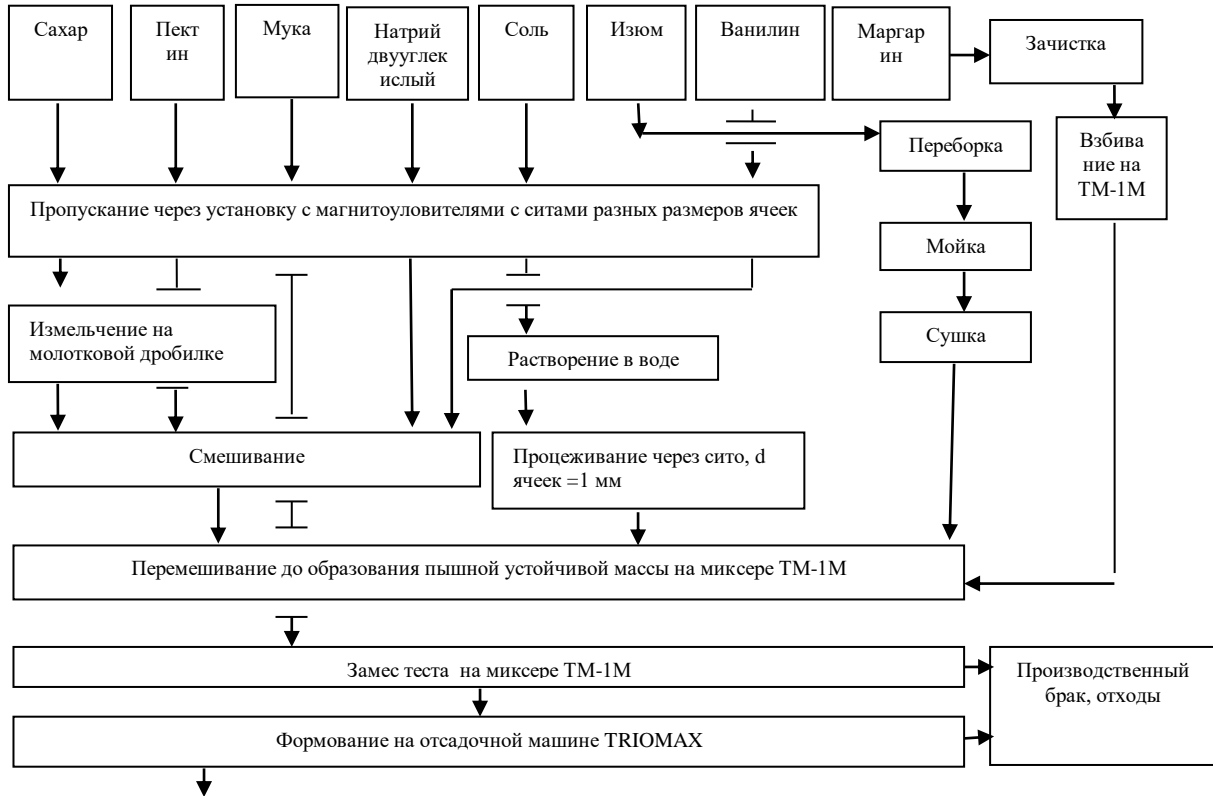 Сахар
Пект
ин
Мука
Натрий
двууглек
ислый
Соль
Изюм
Ванилин
Маргар
ин
Зачистка
Переборка
Взбива
ние на
ТМ-1М
Пропускание через установку с магнитоуловителями с ситами разных размеров ячеек
Мойка
Измельчение на
молотковой дробилке
Растворение в воде
Сушка
Смешивание
Процеживание через сито, d
ячеек =1 мм
Перемешивание до образования пышной устойчивой массы на миксере ТМ-1М
Замес теста на миксере ТМ-1М
Производственный
брак, отходы
Формование на отсадочной машине TRIOMAX